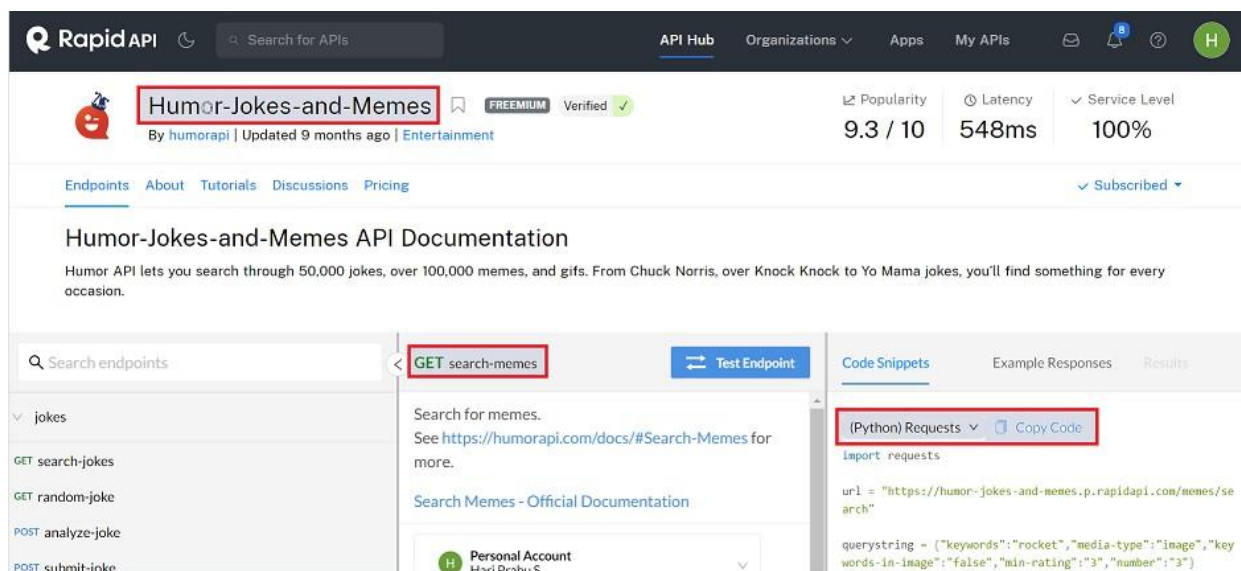 Rapid API
Search for APIs
API Hub Organizations Apps My APIs 8 H
Humor-Jokes-and-Memes FREEMIUM Verified ✓
By humorapi | Updated 9 months ago | Entertainment
Popularity Latency ✓ Service Level
9.3 / 10 548ms 100%
Endpoints About Tutorials Discussions Pricing ✓ Subscribed
Humor-Jokes-and-Memes API Documentation
Humor API lets you search through 50,000 jokes, over 100,000 memes, and gifs. From Chuck Norris, over Knock Knock to Yo Mama jokes, you'll find something for every
occasion.
Search endpoints
jokes
GET search-jokes
GET random-joke
POST analyze-joke
POST submit-joke
GET search-memes Test Endpoint
Search for memes.
See https://humorapi.com/docs/#Search-Memes for
more.
Search Memes - Official Documentation
H Personal Account
Hari Prabu S
Code Snippets Example Responses Results
(Python) Requests Copy Code
import requests
url = "https://humor-jokes-and-memes.p.rapidapi.com/memes/se
arch"
querystring = {"keywords":"rocket","media-type":"image","key
words-in-image":"false","min-rating":"3","number":"3"}